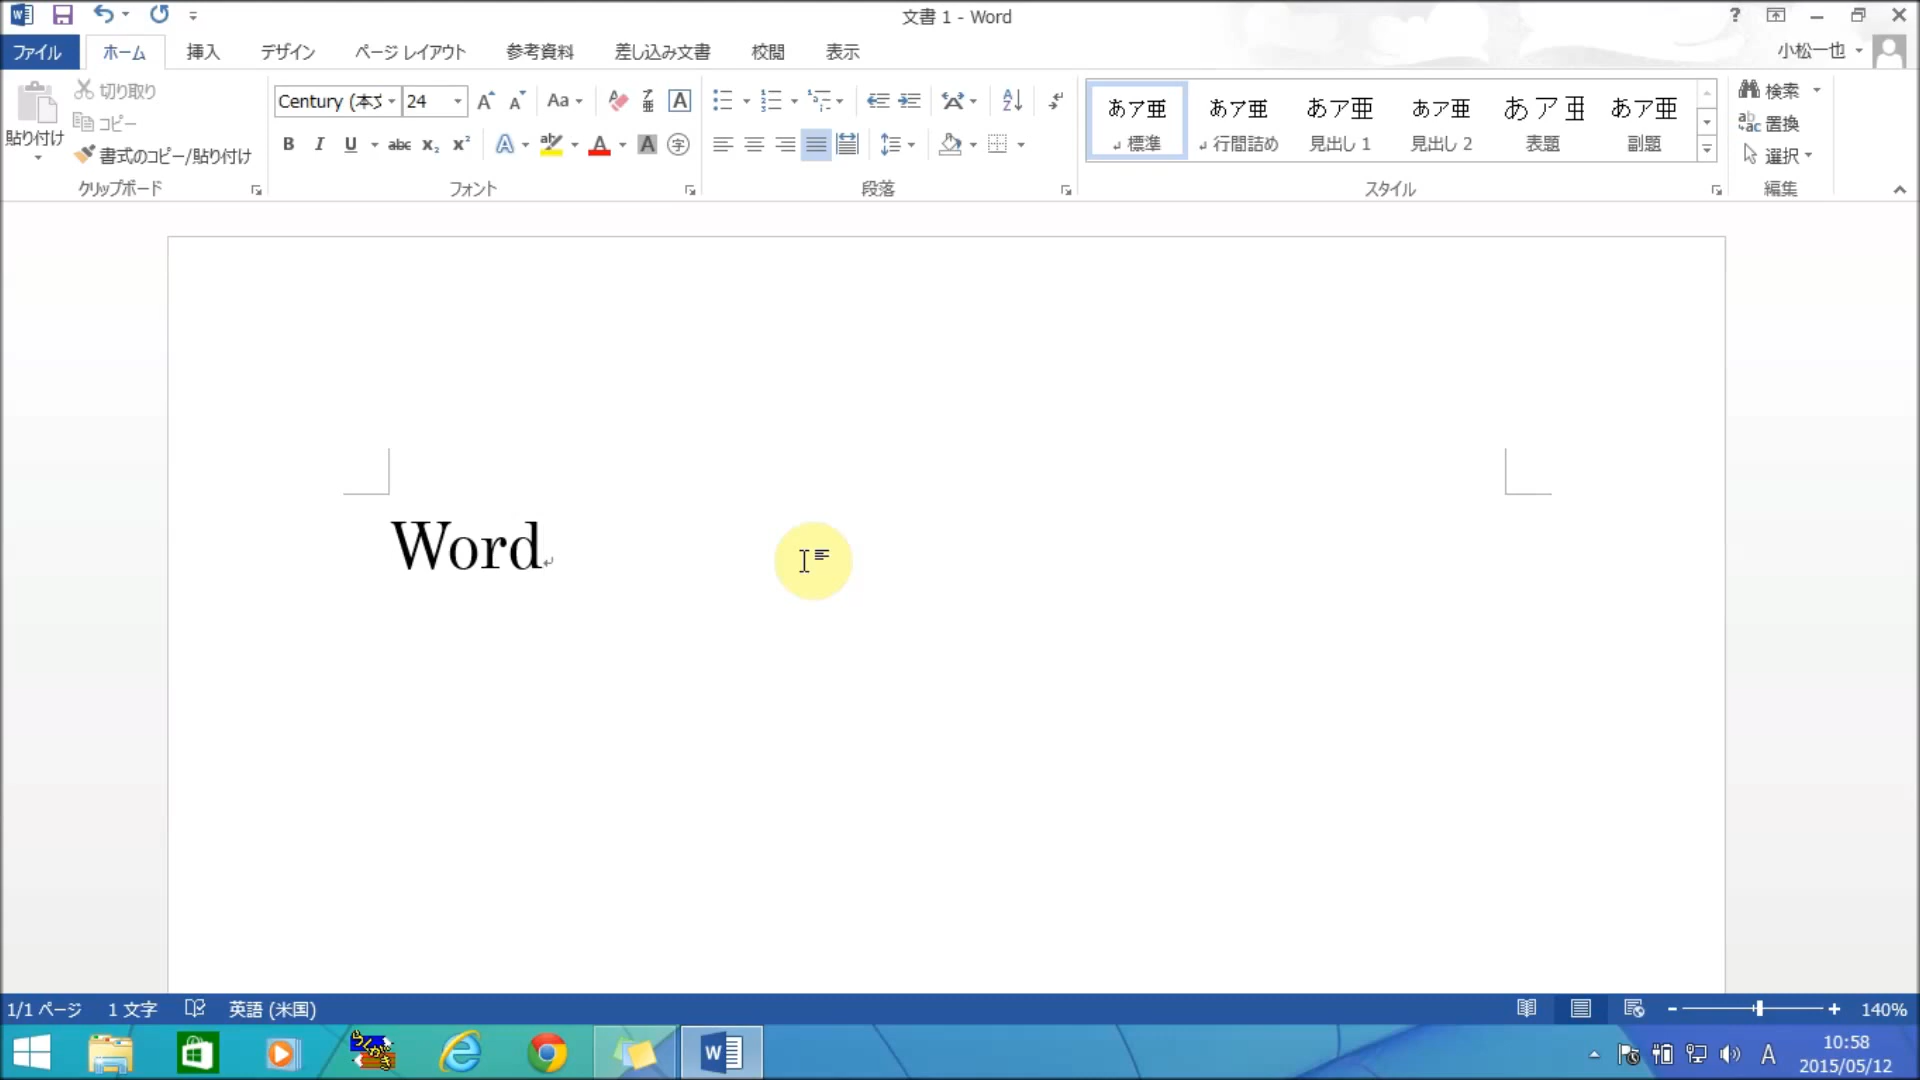 文書 1 - Word
ファイル ホーム 挿入 デザイン ページ レイアウト 参考資料 差し込み文書 校閲 表示 小松一也
貼り付け
切り取り
コピー
書式のコピー/貼り付け
クリップボード
Century (本文 24
フォント
段落
あア亜 あア亜 あア亜 あア亜 あア亜 あア亜
標準 行間詰め 見出し 1 見出し 2 表題 副題
スタイル
検索
置換
選択
編集
Word
1/1 ページ 1 文字 英語 (米国) 140%
らくがき
A 10:58
2015/05/12